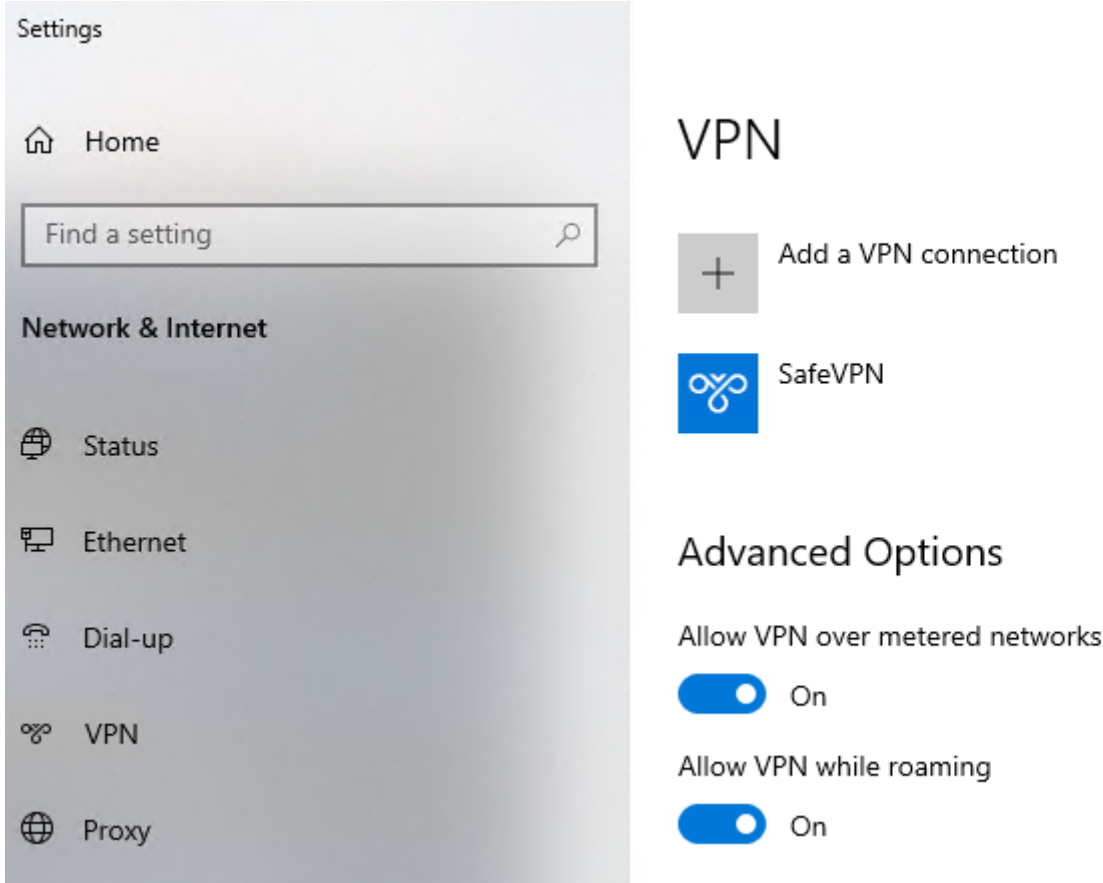 Settings
Home
Find a setting
Network & Internet
Status
Ethernet
Dial-up
VPN
Proxy
VPN
Add a VPN connection
SafeVPN
Advanced Options
Allow VPN over metered networks
On
Allow VPN while roaming
On